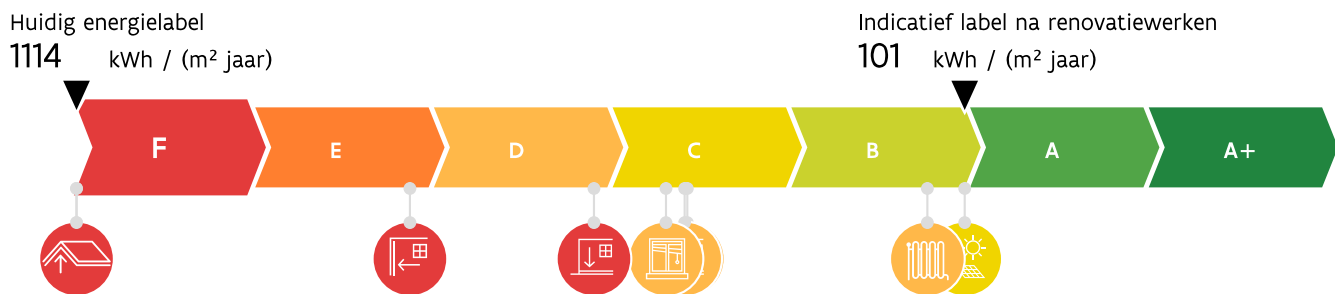 Huidig energielabel
1114 kWh / (m² jaar)
Indicatief label na renovatiewerken
101 kWh / (m² jaar)
F E D C B A A+